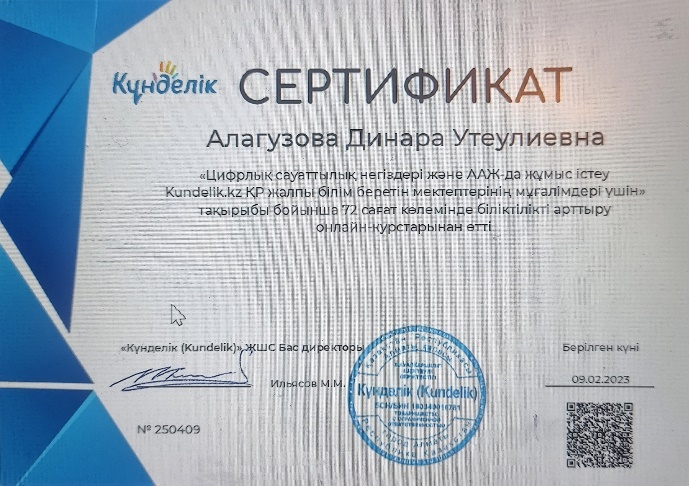 Күнделік
СЕРТИФИКАТ
Алагузова Динара Утеулиевна
«Цифрлық сауаттылық негіздері және ААЖ-да жұмыс істеу
Kundelik.kz ҚР жалпы білім беретін мектептерінің мұғалімдері үшін»
тақырыбы бойынша 72 сағат көлемінде біліктілікті арттыру
онлайн-курстарынан өтті
«Күнделік (Kundelik)» ЖШС Бас директоры
Ильясов М.М.
Күнделік (Kundelik)
Берілген күні
09.02.2023
№ 250409